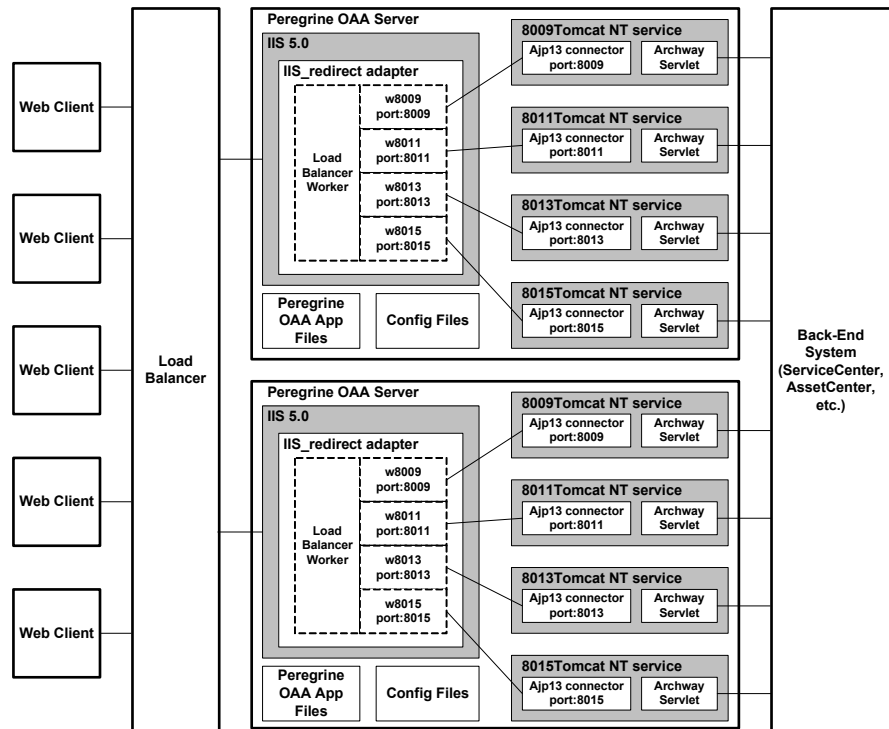 Web Client
Web Client
Web Client
Web Client
Web Client
Load
Balancer
Peregrine OAA Server
IIS 5.0
IIS_redirect adapter
Load
Balancer
Worker
w8009
port:8009
w8011
port:8011
w8013
port:8013
w8015
port:8015
Peregrine
OAA App
Files
Config Files
8009Tomcat NT service
Ajp13 connector
port:8009
Archway
Servlet
8011Tomcat NT service
Ajp13 connector
port:8011
Archway
Servlet
8013Tomcat NT service
Ajp13 connector
port:8013
Archway
Servlet
8015Tomcat NT service
Ajp13 connector
port:8015
Archway
Servlet
Peregrine OAA Server
IIS 5.0
IIS_redirect adapter
Load
Balancer
Worker
w8009
port:8009
w8011
port:8011
w8013
port:8013
w8015
port:8015
Peregrine
OAA App
Files
Config Files
8009Tomcat NT service
Ajp13 connector
port:8009
Archway
Servlet
8011Tomcat NT service
Ajp13 connector
port:8011
Archway
Servlet
8013Tomcat NT service
Ajp13 connector
port:8013
Archway
Servlet
8015Tomcat NT service
Ajp13 connector
port:8015
Archway
Servlet
Back-End
System
(ServiceCenter,
AssetCenter,
etc.)